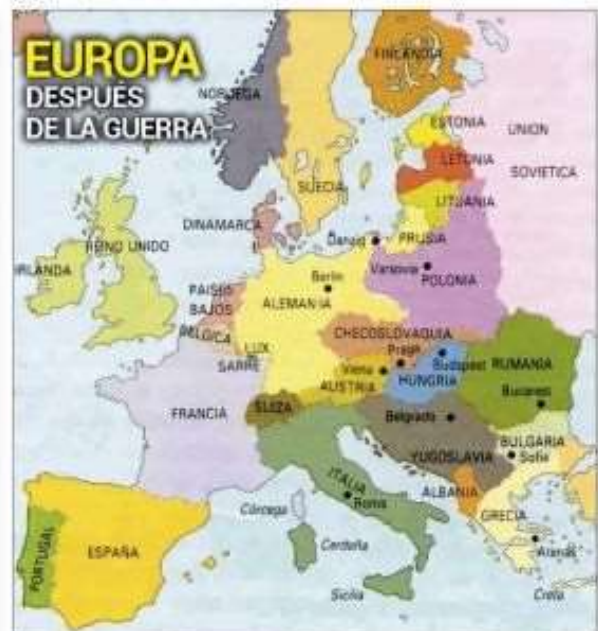 EUROPA
DESPUÉS
DE LA GUERRA
NORUEGA
FINLANDIA
SUECIA
ESTONIA
UNION
SOVIETICA
LETONIA
LITUANIA
DINAMARCA
Danzig
PRUSIA
REINO UNIDO
IRLANDA
Berlin
Varsovia
POLONIA
PAISES
BAJOS
ALEMANIA
BELGICA
CHECOSLOVAQUIA
LUX
SARRE
Praga
Viena
Budapest
RUMANIA
AUSTRIA
HUNGRIA
FRANCIA
SUIZA
Bucarest
Belgrado
BULGARIA
YUGOSLAVIA
Sofia
ITALIA
Roma
ALBANIA
GRECIA
Córcega
Cerdeña
Atenas
PORTUGAL
ESPAÑA
Sicilia
Creta